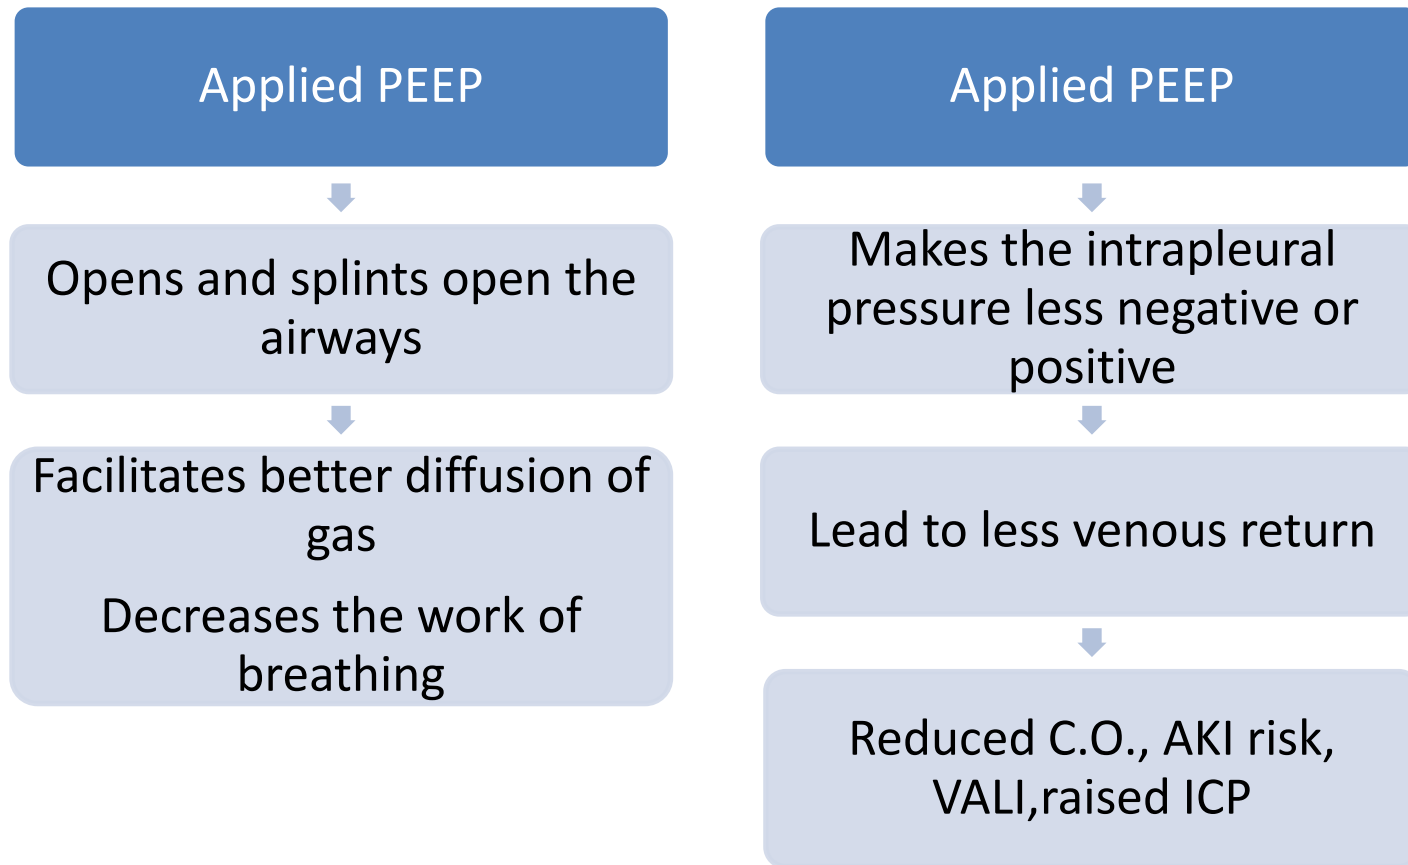 Applied PEEP
Opens and splints open the
airways
Facilitates better diffusion of
gas
Decreases the work of
breathing
Applied PEEP
Makes the intrapleural
pressure less negative or
positive
Lead to less venous return
Reduced C.O., AKI risk,
VALI,raised ICP